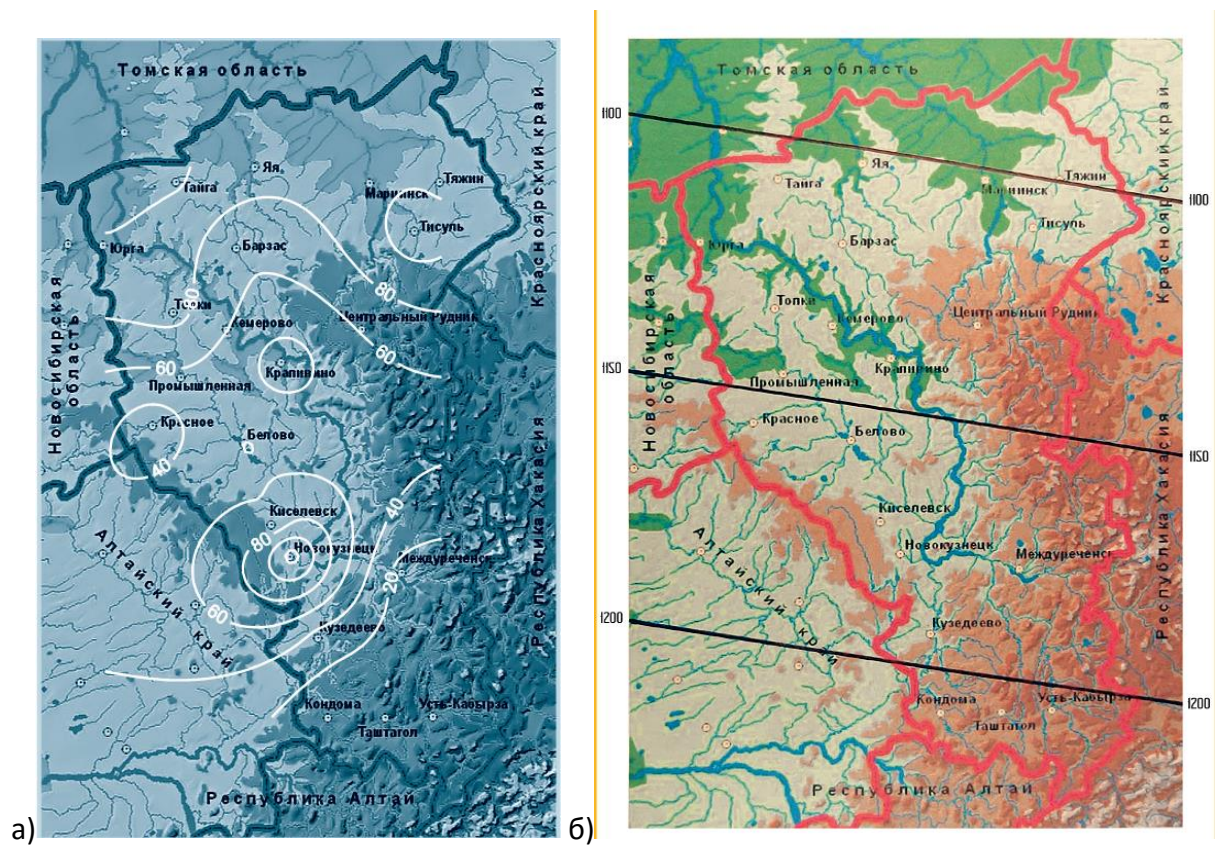 а)
Томская область
Яя
Тайга
Мариинск
Тяжин
Тисуль
Юрга
Барзас
80
80
Топки
Кемерово
Центральный Рудник
60
60
Крапивино
Промышленная
Новосибирская
область
Красноярский край
Красное
Белово
40
40
Киселевск
80
Новокузнецк
Междуреченск
20
60
Алтайский край
Кузедеево
Республика Хакасия
Кондома
Усть-Кабырза
Таштагол
Республика Алтай
б)
Томская область
1100
1100
Яя
Тайга
Мариинск
Тяжин
Тисуль
Юрга
Барзас
Топки
Кемерово
Центральный Рудник
Крапивино
Промышленная
Новосибирская
область
Красноярский край
1150
1150
Красное
Белово
Киселевск
Новокузнецк
Междуреченск
Алтайский край
Кузедеево
Республика Хакасия
1200
1200
Кондома
Усть-Кабырза
Таштагол
Республика Алтай